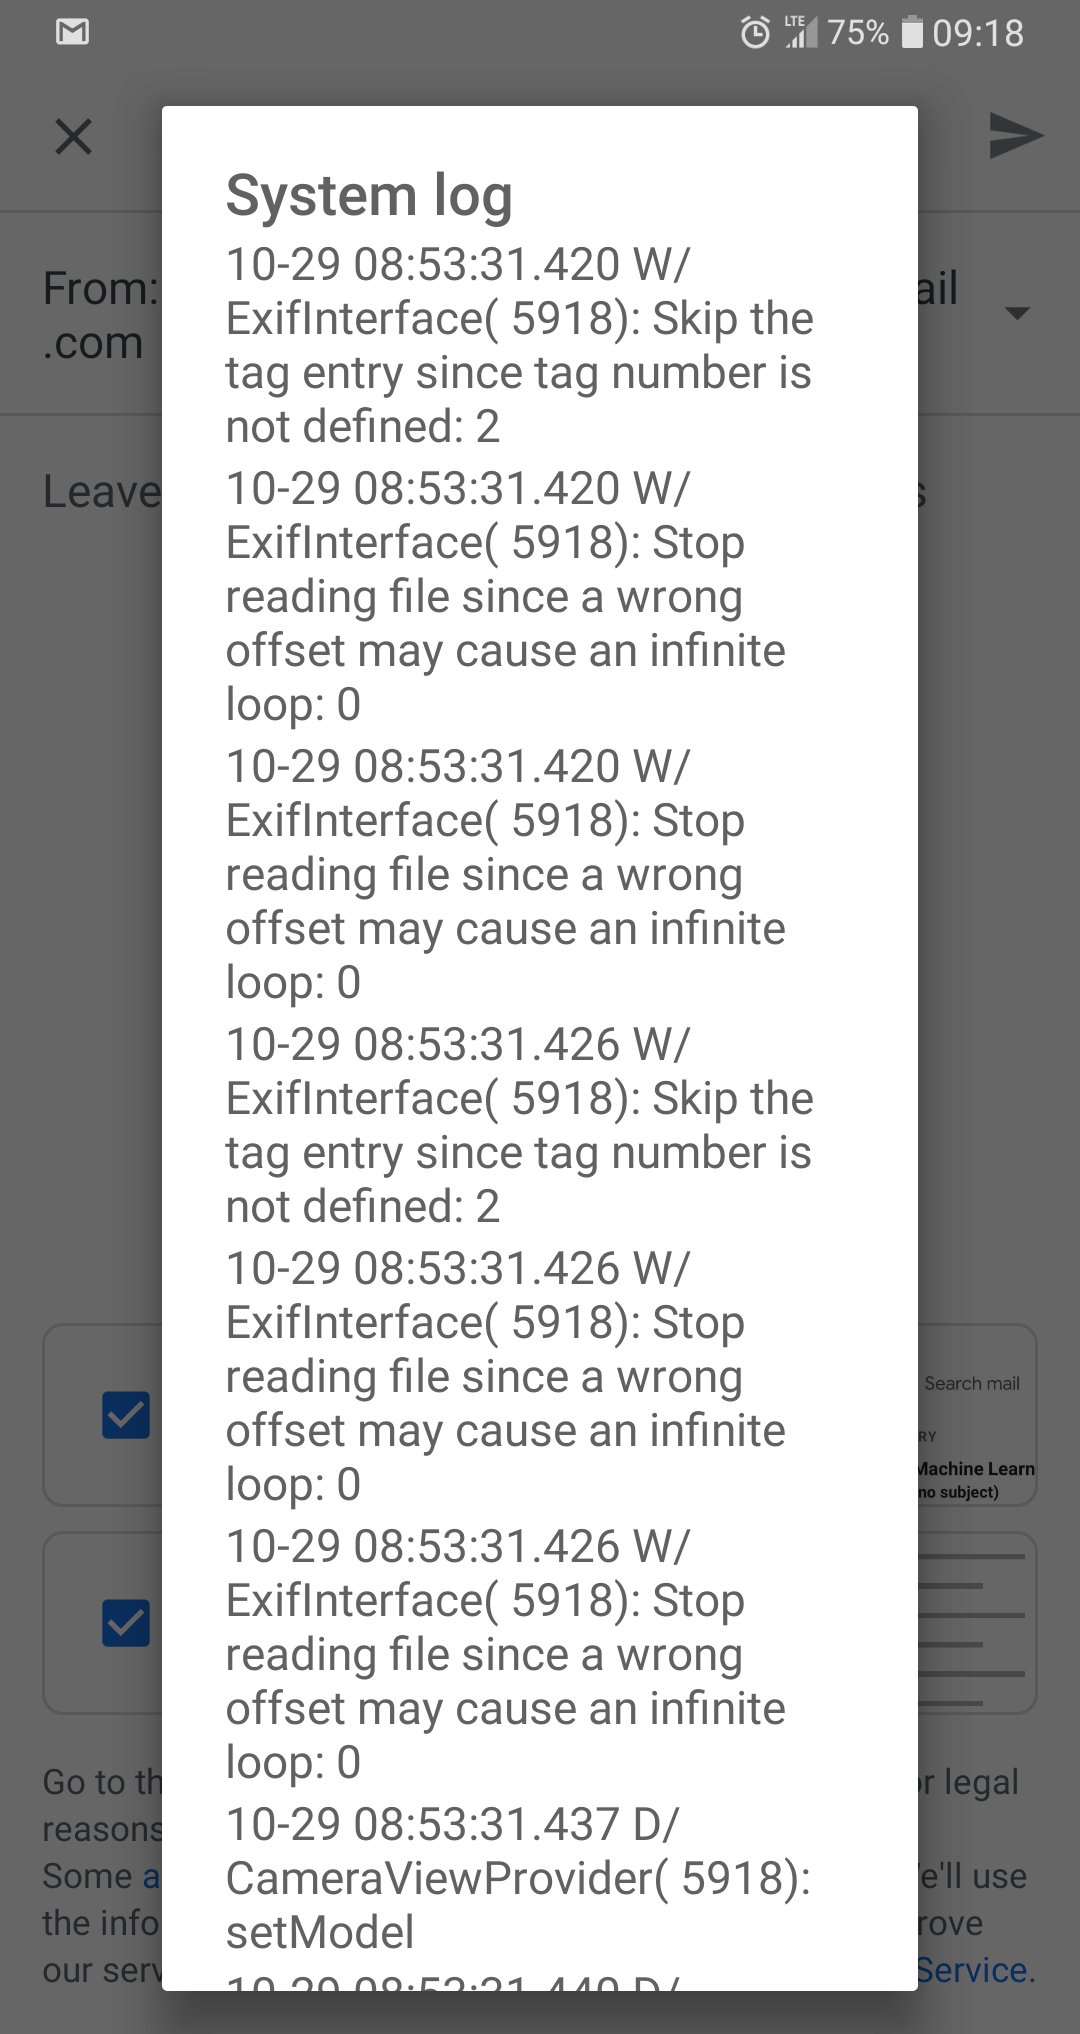 LTE 75% 09:18
System log
10-29 08:53:31.420 W/
ExifInterface( 5918): Skip the
tag entry since tag number is
not defined: 2
10-29 08:53:31.420 W/
ExifInterface( 5918): Stop
reading file since a wrong
offset may cause an infinite
loop: 0
10-29 08:53:31.420 W/
ExifInterface( 5918): Stop
reading file since a wrong
offset may cause an infinite
loop: 0
10-29 08:53:31.426 W/
ExifInterface( 5918): Skip the
tag entry since tag number is
not defined: 2
10-29 08:53:31.426 W/
ExifInterface( 5918): Stop
reading file since a wrong
offset may cause an infinite
loop: 0
10-29 08:53:31.426 W/
ExifInterface( 5918): Stop
reading file since a wrong
offset may cause an infinite
loop: 0
10-29 08:53:31.437 D/
CameraViewProvider( 5918):
setModel
10-29 08:53:31.440 D/
From:
ail
.com
Leave
s
Search mail
RY
Machine Learn
no subject)
Go to th
or legal
reasons
Some a
e'll use
the info
rove
our serv
Service.